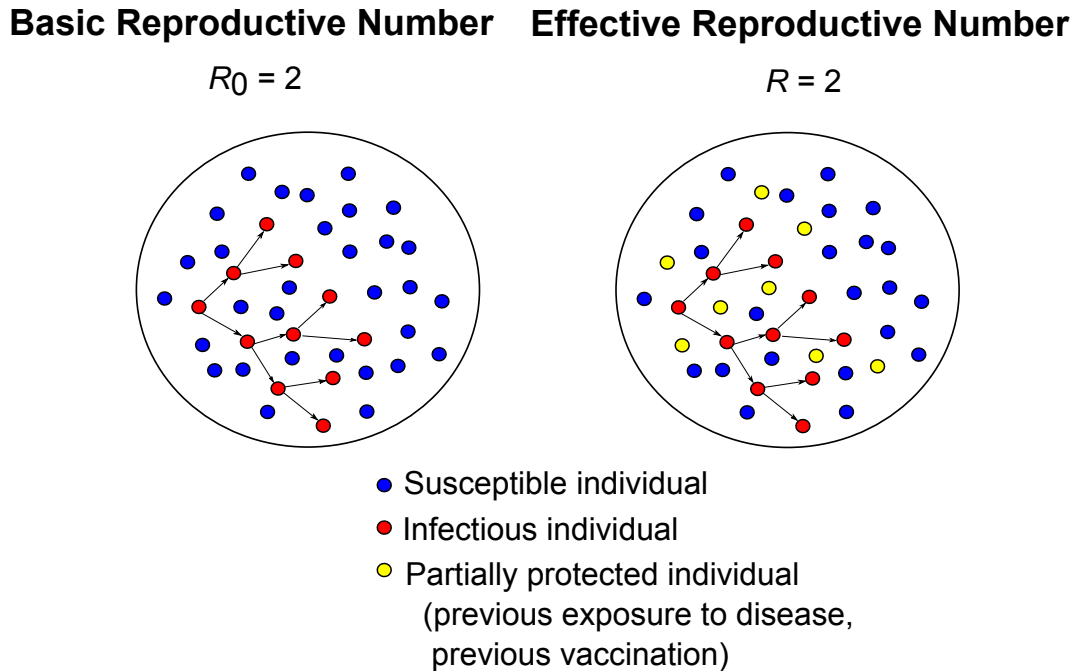 Basic Reproductive Number
Effective Reproductive Number
R0 = 2
R = 2
Susceptible individual
Infectious individual
Partially protected individual
(previous exposure to disease,
previous vaccination)